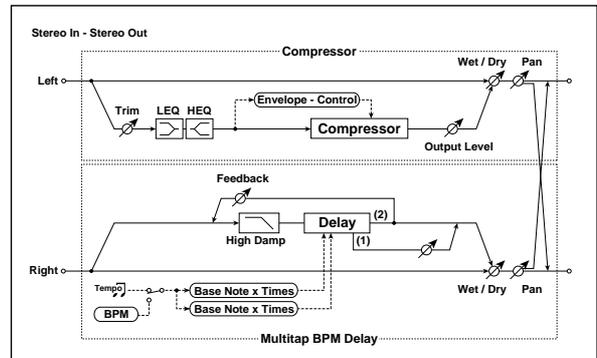 Stereo In - Stereo Out
Compressor
Wet / Dry Pan
Left
Envelope - Control
Trim LEQ HEQ
Compressor
Output Level
Feedback
Delay (2)
High Damp (1)
Right
Wet / Dry Pan
Tempo
Base Note x Times
BPM
Base Note x Times
Multitap BPM Delay